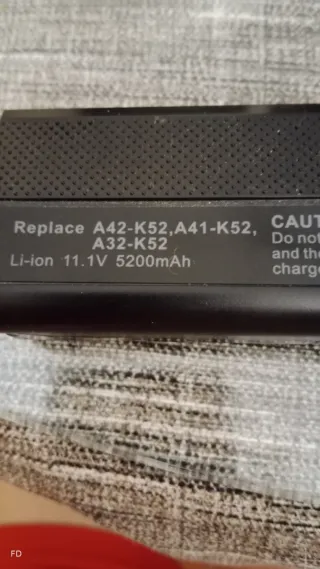 Replace A42-K52,A41-K52,
A32-K52
Li-ion 11.1V 5200mAh
CAUT
Do not
and the
charge
FD